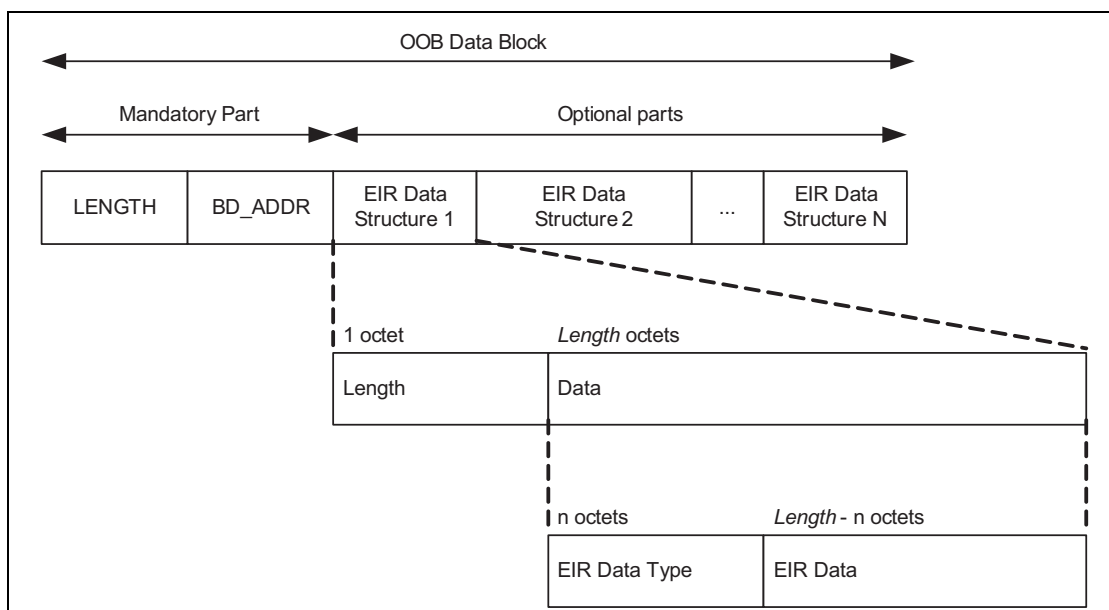 OOB Data Block
Mandatory Part
Optional parts
LENGTH
BD_ADDR
EIR Data
Structure 1
EIR Data
Structure 2
...
EIR Data
Structure N
1 octet
Length octets
Length
Data
n octets
Length - n octets
EIR Data Type
EIR Data